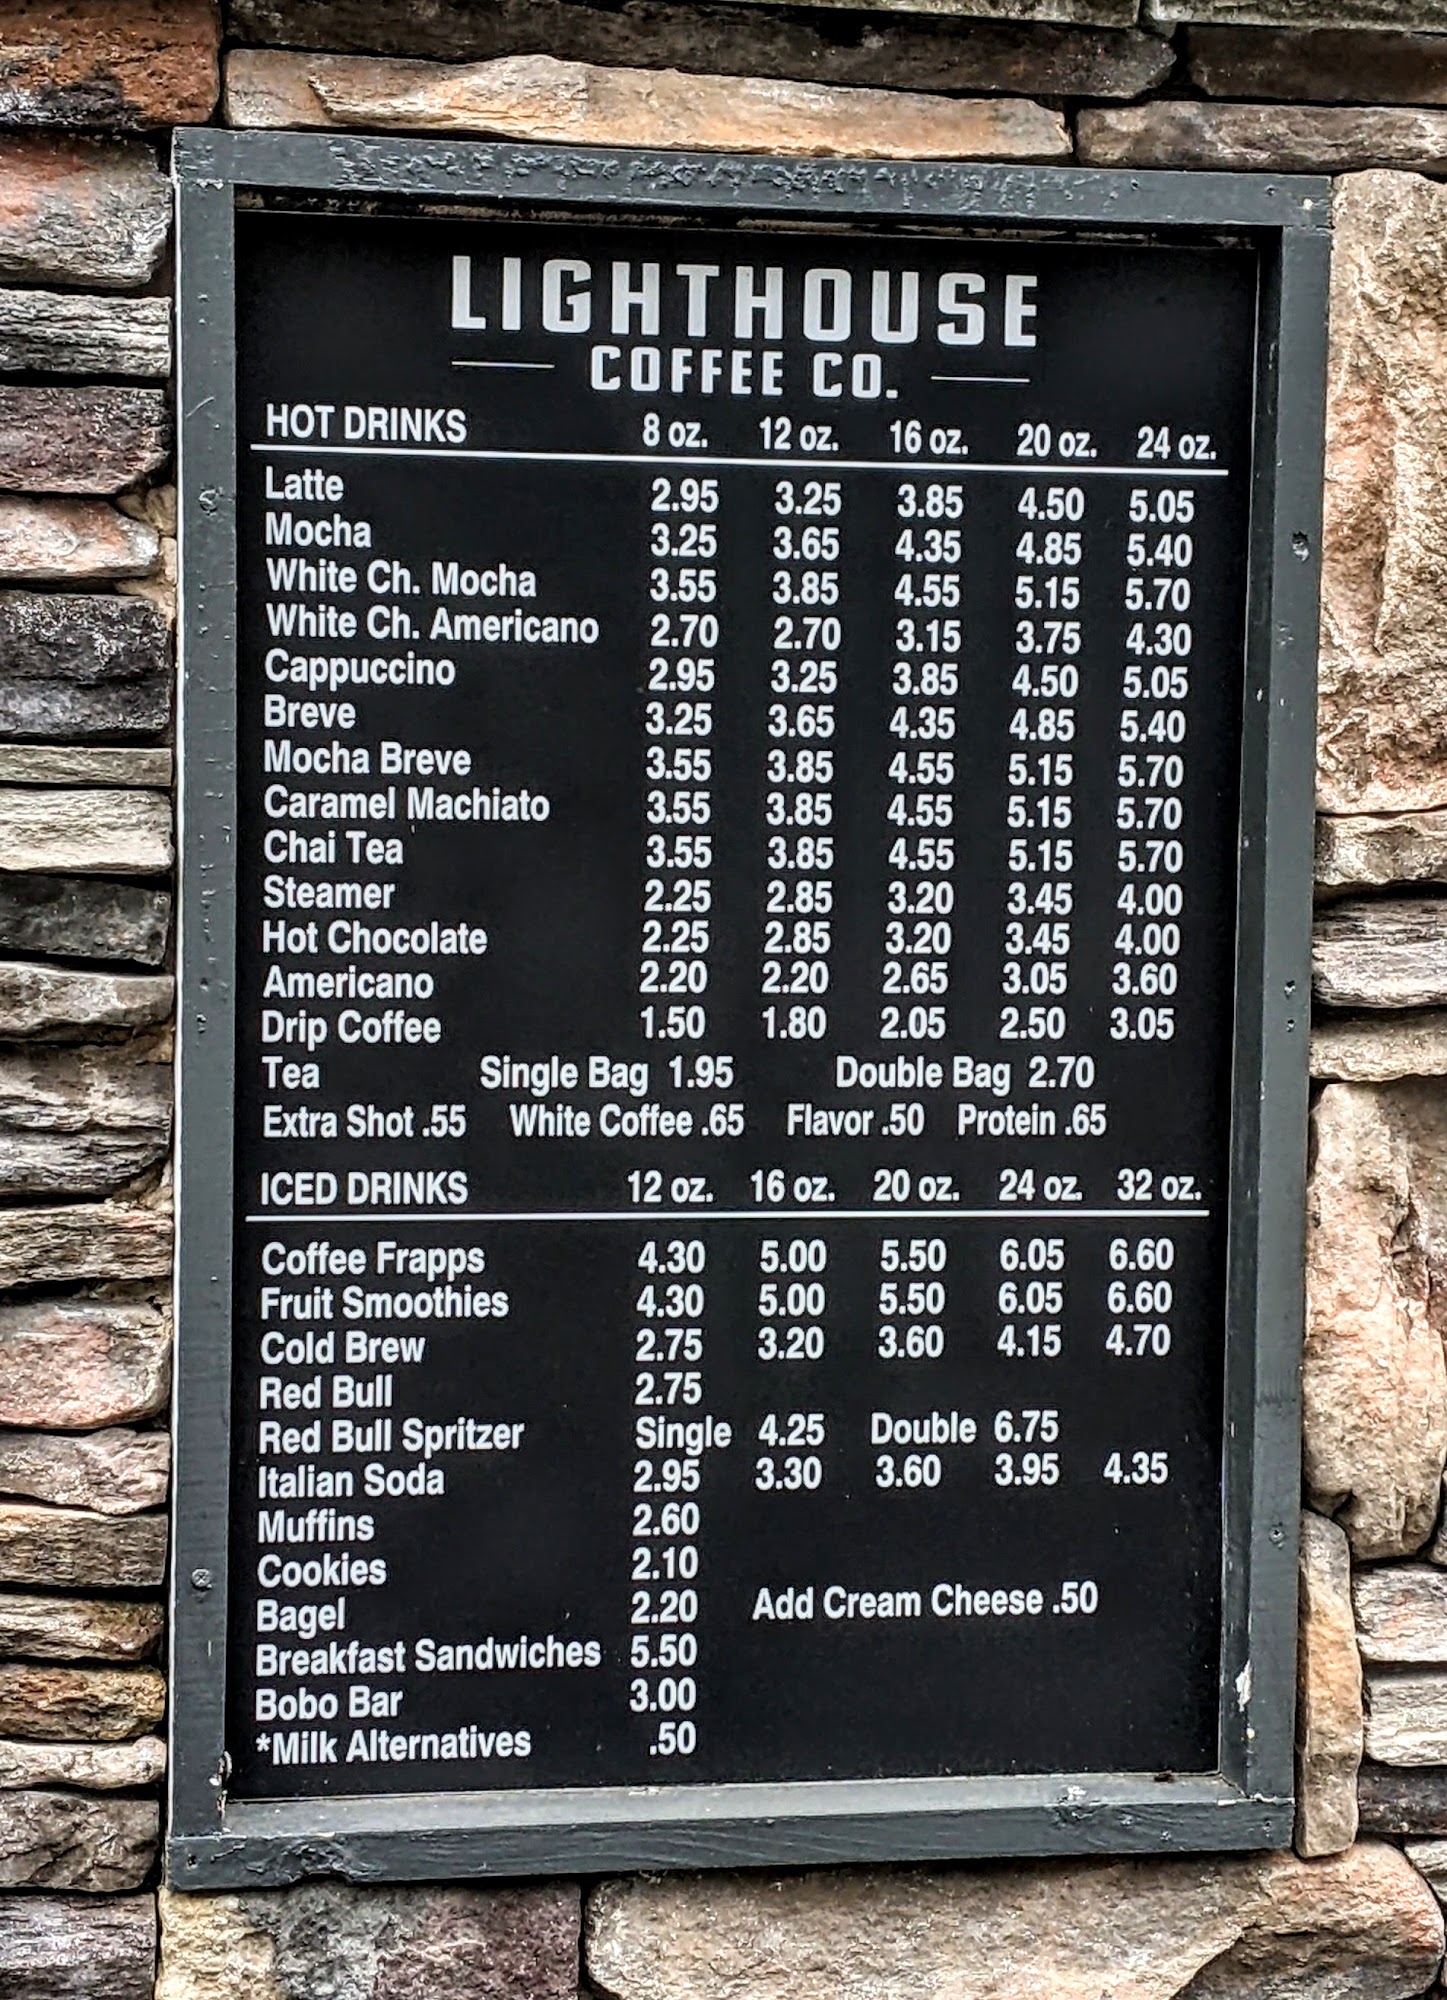 LIGHTHOUSE
COFFEE CO.
HOT DRINKS 8 oz. 12 oz. 16 oz. 20 oz. 24 oz.
Latte 2.95 3.25 3.85 4.50 5.05
Mocha 3.25 3.65 4.35 4.85 5.40
White Ch. Mocha 3.55 3.85 4.55 5.15 5.70
White Ch. Americano 2.70 2.70 3.15 3.75 4.30
Cappuccino 2.95 3.25 3.85 4.50 5.05
Breve 3.25 3.65 4.35 4.85 5.40
Mocha Breve 3.55 3.85 4.55 5.15 5.70
Caramel Machiato 3.55 3.85 4.55 5.15 5.70
Chai Tea 3.55 3.85 4.55 5.15 5.70
Steamer 2.25 2.85 3.20 3.45 4.00
Hot Chocolate 2.25 2.85 3.20 3.45 4.00
Americano 2.20 2.20 2.65 3.05 3.60
Drip Coffee 1.50 1.80 2.05 2.50 3.05
Tea Single Bag 1.95 Double Bag 2.70
Extra Shot .55 White Coffee .65 Flavor .50 Protein .65
ICED DRINKS 12 oz. 16 oz. 20 oz. 24 oz. 32 oz.
Coffee Frapps 4.30 5.00 5.50 6.05 6.60
Fruit Smoothies 4.30 5.00 5.50 6.05 6.60
Cold Brew 2.75 3.20 3.60 4.15 4.70
Red Bull 2.75
Red Bull Spritzer Single 4.25 Double 6.75
Italian Soda 2.95 3.30 3.60 3.95 4.35
Muffins 2.60
Cookies 2.10
Bagel 2.20 Add Cream Cheese .50
Breakfast Sandwiches 5.50
Bobo Bar 3.00
*Milk Alternatives .50